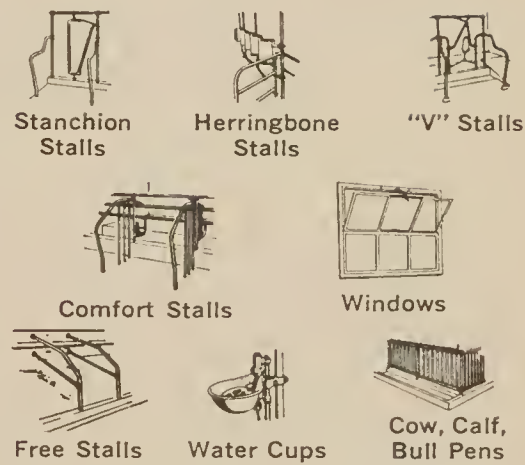 Stanchion
Stalls
Herringbone
Stalls
“V” Stalls
Comfort Stalls
Windows
Free Stalls
Water Cups
Cow, Calf,
Bull Pens